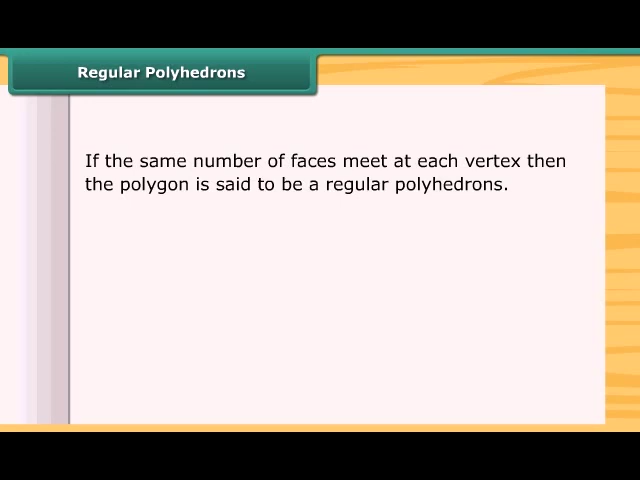 Regular Polyhedrons
If the same number of faces meet at each vertex then
the polygon is said to be a regular polyhedrons.